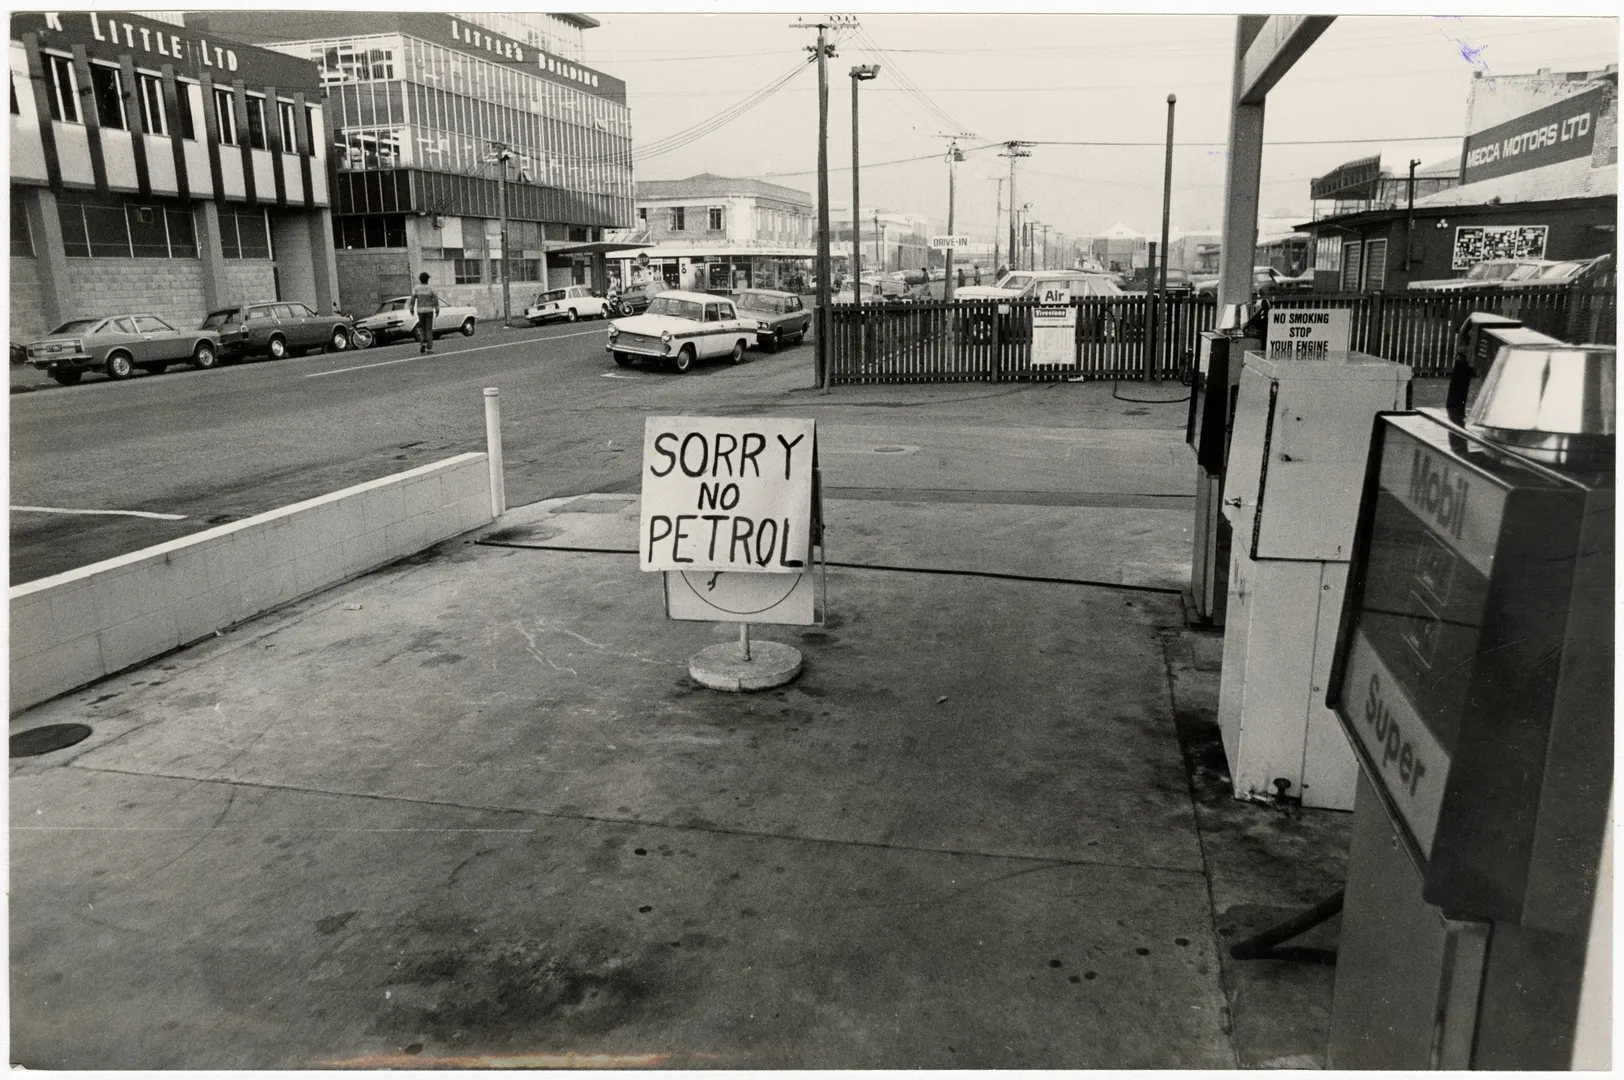 R LITTLE LTD
LITTLE'S BUILDING
MECCA MOTORS LTD
DRIVE-IN
Air
Firestone
NO SMOKING
STOP
YOUR ENGINE
SORRY
NO
PETROL
Mobil
Super